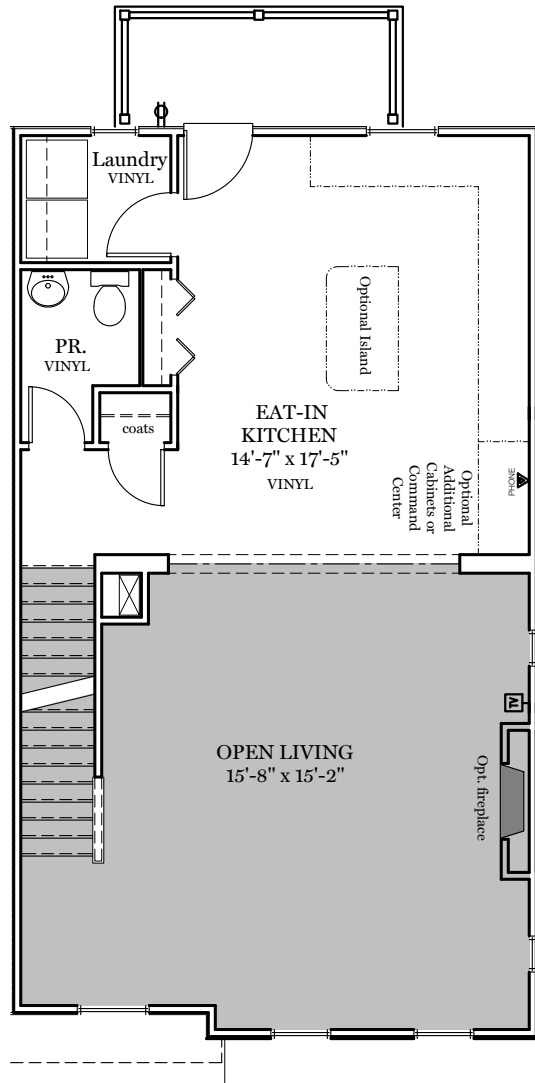 Laundry
VINYL
PR.
VINYL
coats
Optional Island
EAT-IN
KITCHEN
14'-7" x 17'-5"
VINYL
Optional
Additional
Cabinets or
Command
Center
PHONE
TV
OPEN LIVING
15'-8" x 15'-2"
Opt. fireplace